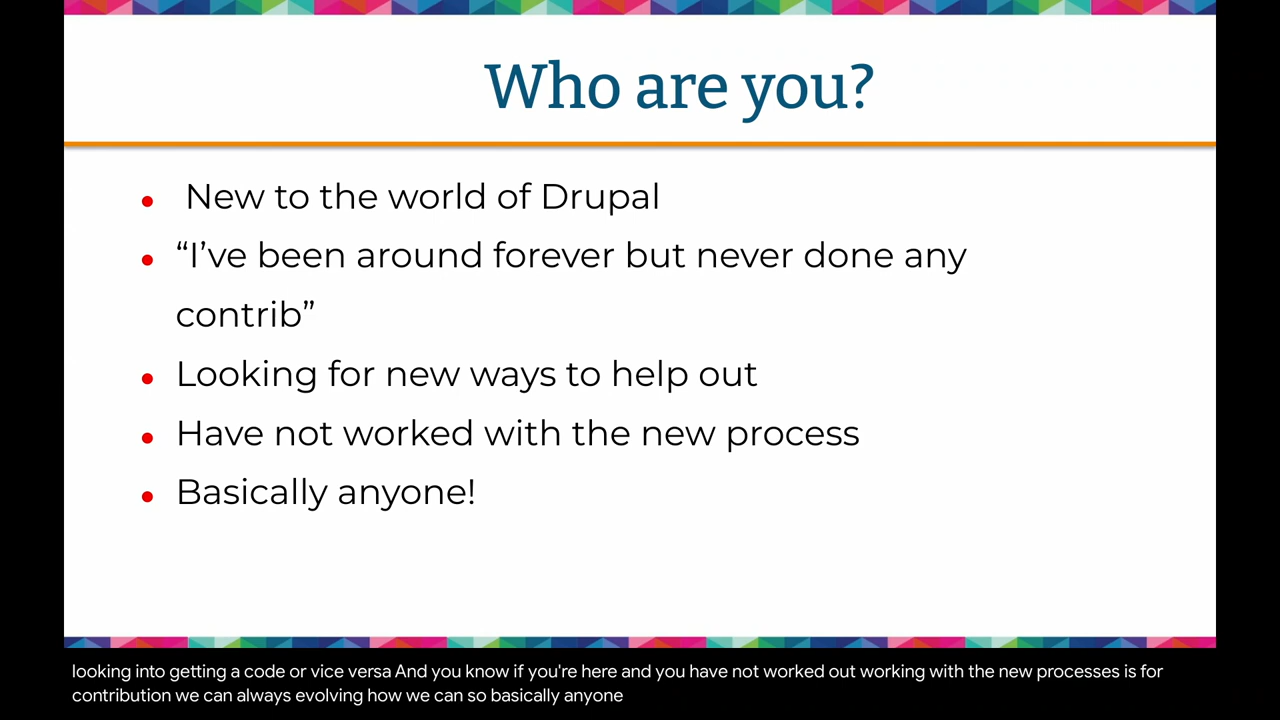 Who are you?
New to the world of Drupal
“I’ve been around forever but never done any
contrib”
Looking for new ways to help out
Have not worked with the new process
Basically anyone!
looking into getting a code or vice versa And you know if you're here and you have not worked out working with the new processes is for
contribution we can always evolving how we can so basically anyone